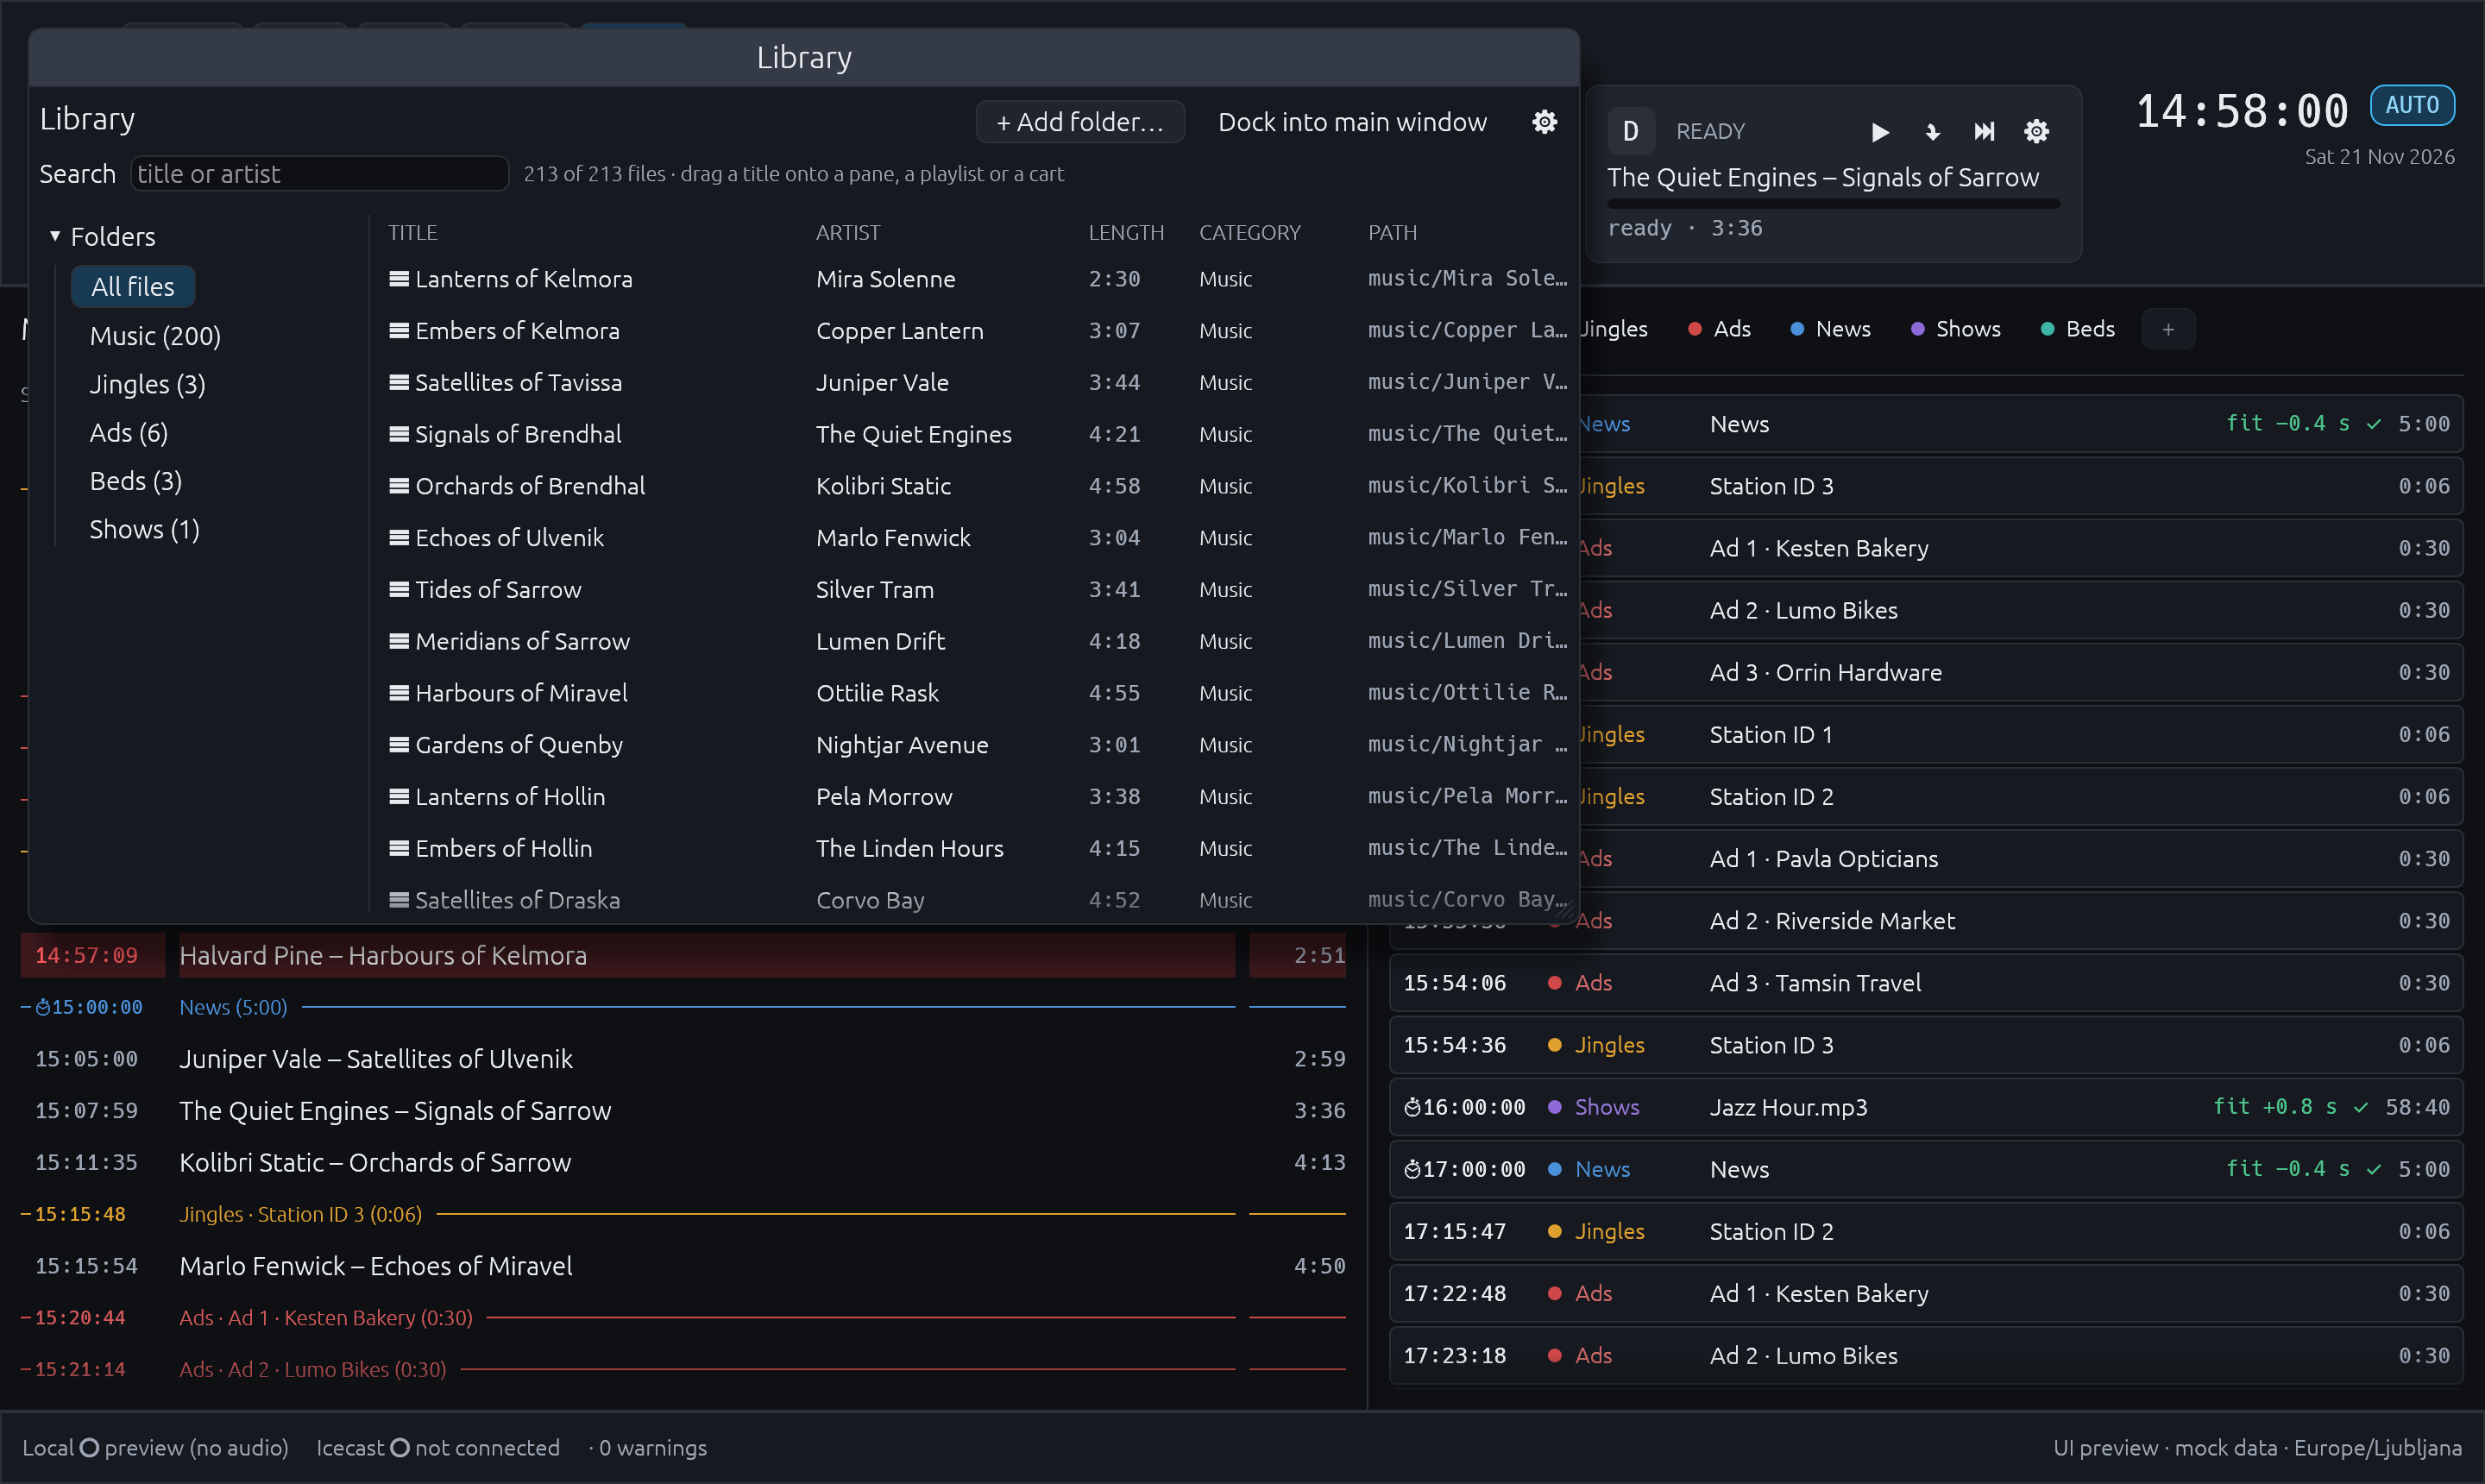 Library
Library
+ Add folder…
Dock into main window
Search
title or artist
213 of 213 files · drag a title onto a pane, a playlist or a cart
Folders
All files
Music (200)
Jingles (3)
Ads (6)
Beds (3)
Shows (1)
TITLE ARTIST LENGTH CATEGORY PATH
Lanterns of Kelmora Mira Solenne 2:30 Music music/Mira Sole…
Embers of Kelmora Copper Lantern 3:07 Music music/Copper La…
Satellites of Tavissa Juniper Vale 3:44 Music music/Juniper V…
Signals of Brendhal The Quiet Engines 4:21 Music music/The Quiet…
Orchards of Brendhal Kolibri Static 4:58 Music music/Kolibri S…
Echoes of Ulvenik Marlo Fenwick 3:04 Music music/Marlo Fen…
Tides of Sarrow Silver Tram 3:41 Music music/Silver Tr…
Meridians of Sarrow Lumen Drift 4:18 Music music/Lumen Dri…
Harbours of Miravel Ottilie Rask 4:55 Music music/Ottilie R…
Gardens of Quenby Nightjar Avenue 3:01 Music music/Nightjar …
Lanterns of Hollin Pela Morrow 3:38 Music music/Pela Morr…
Embers of Hollin The Linden Hours 4:15 Music music/The Linde…
Satellites of Draska Corvo Bay 4:52 Music music/Corvo Bay…
D READY
The Quiet Engines – Signals of Sarrow
ready · 3:36
14:58:00 AUTO
Sat 21 Nov 2026
14:57:09 Halvard Pine – Harbours of Kelmora 2:51
15:00:00 News (5:00)
15:05:00 Juniper Vale – Satellites of Ulvenik 2:59
15:07:59 The Quiet Engines – Signals of Sarrow 3:36
15:11:35 Kolibri Static – Orchards of Sarrow 4:13
15:15:48 Jingles · Station ID 3 (0:06)
15:15:54 Marlo Fenwick – Echoes of Miravel 4:50
15:20:44 Ads · Ad 1 · Kesten Bakery (0:30)
15:21:14 Ads · Ad 2 · Lumo Bikes (0:30)
Jingles Ads News Shows Beds +
News News fit −0.4 s ✓ 5:00
Jingles Station ID 3 0:06
Ads Ad 1 · Kesten Bakery 0:30
Ads Ad 2 · Lumo Bikes 0:30
Ads Ad 3 · Orrin Hardware 0:30
Jingles Station ID 1 0:06
Jingles Station ID 2 0:06
Ads Ad 1 · Pavla Opticians 0:30
Ads Ad 2 · Riverside Market 0:30
15:54:06 Ads Ad 3 · Tamsin Travel 0:30
15:54:36 Jingles Station ID 3 0:06
16:00:00 Shows Jazz Hour.mp3 fit +0.8 s ✓ 58:40
17:00:00 News News fit −0.4 s ✓ 5:00
17:15:47 Jingles Station ID 2 0:06
17:22:48 Ads Ad 1 · Kesten Bakery 0:30
17:23:18 Ads Ad 2 · Lumo Bikes 0:30
Local preview (no audio) Icecast not connected · 0 warnings
UI preview · mock data · Europe/Ljubljana